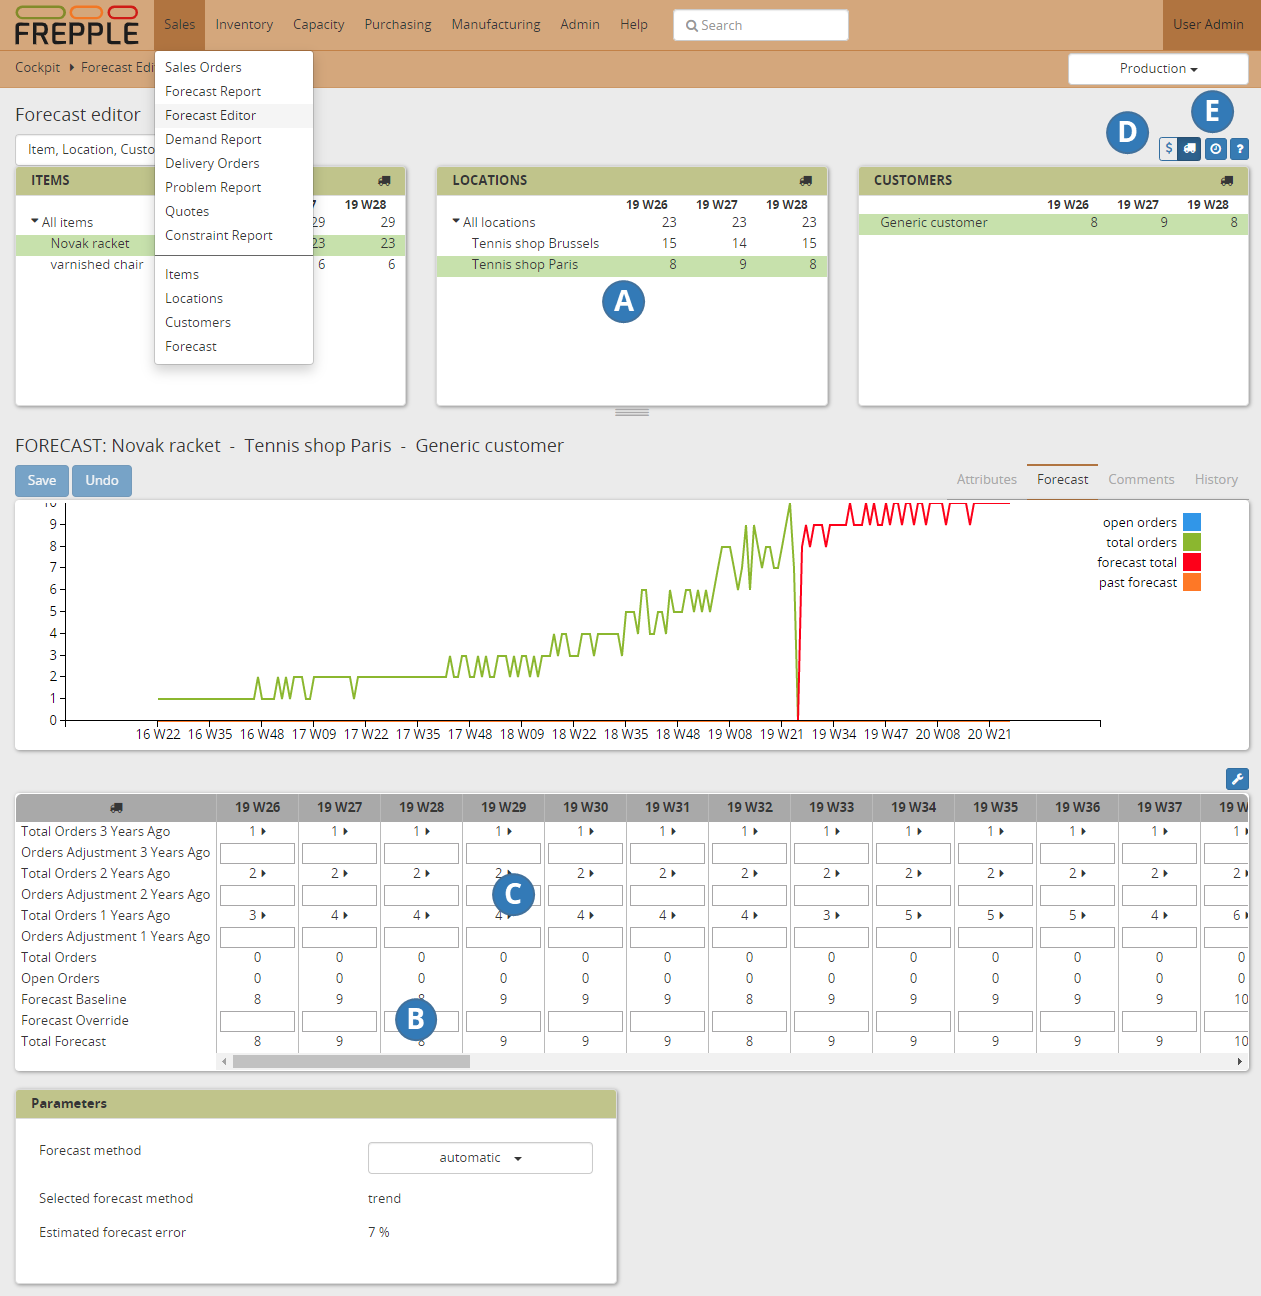 FREPPLE Sales Inventory Capacity Purchasing Manufacturing Admin Help Search User Admin
Cockpit Forecast Edi Production
Sales Orders
Forecast Report
Forecast Editor
Demand Report
Delivery Orders
Problem Report
Quotes
Constraint Report
Items
Locations
Customers
Forecast
Forecast editor
D E
Item, Location, Custo
$ ?
ITEMS
19 W28
All items 29 29
Novak racket 23 23
varnished chair 6 6
LOCATIONS
19 W26 19 W27 19 W28
All locations 23 23 23
Tennis shop Brussels 15 14 15
Tennis shop Paris 8 9 8
A
CUSTOMERS
19 W26 19 W27 19 W28
Generic customer 8 9 8
FORECAST: Novak racket - Tennis shop Paris - Generic customer
Save Undo Attributes Forecast Comments History
10
9
8
7
6
5
4
3
2
1
0
16 W22 16 W35 16 W48 17 W09 17 W22 17 W35 17 W48 18 W09 18 W22 18 W35 18 W48 19 W08 19 W21 19 W34 19 W47 20 W08 20 W21
open orders
total orders
forecast total
past forecast
19 W26 19 W27 19 W28 19 W29 19 W30 19 W31 19 W32 19 W33 19 W34 19 W35 19 W36 19 W37 19 W
Total Orders 3 Years Ago 1 1 1 1 1 1 1 1 1 1 1 1 1
Orders Adjustment 3 Years Ago
Total Orders 2 Years Ago 2 2 2 2 2 2 2 2 2 2 2 2 2
Orders Adjustment 2 Years Ago C
Total Orders 1 Years Ago 3 4 4 4 4 4 4 3 5 5 5 4 6
Orders Adjustment 1 Years Ago
Total Orders 0 0 0 0 0 0 0 0 0 0 0 0 0
Open Orders 0 0 0 0 0 0 0 0 0 0 0 0 0
Forecast Baseline 8 9 8 9 9 9 8 9 9 9 9 9 10
Forecast Override B
Total Forecast 8 9 8 9 9 9 8 9 9 9 9 9 10
Parameters
Forecast method automatic
Selected forecast method trend
Estimated forecast error 7 %